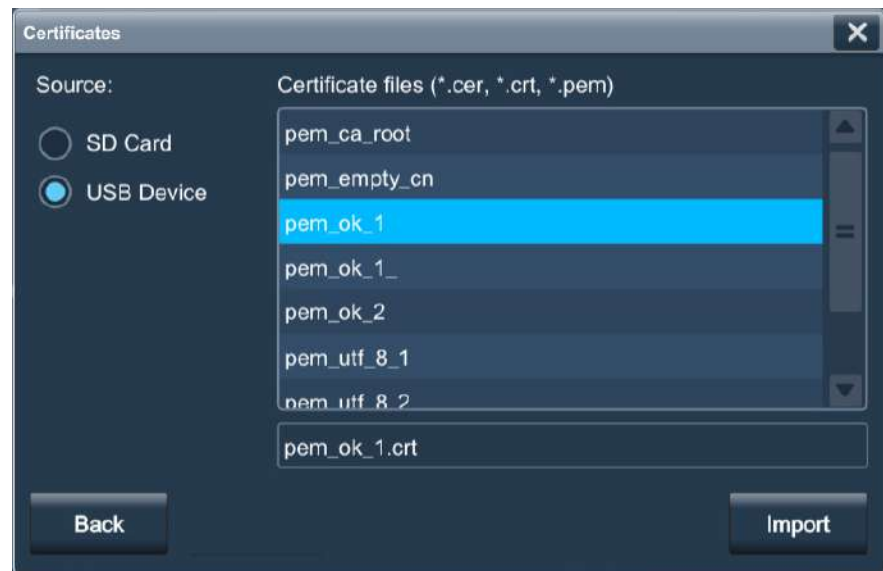 Certificates
Source:
Certificate files (*.cer, *.crt, *.pem)
SD Card
USB Device
pem_ca_root
pem_empty_cn
pem_ok_1
pem_ok_1_
pem_ok_2
pem_utf_8_1
pem_utf_8_2
pem_ok_1.crt
Back
Import